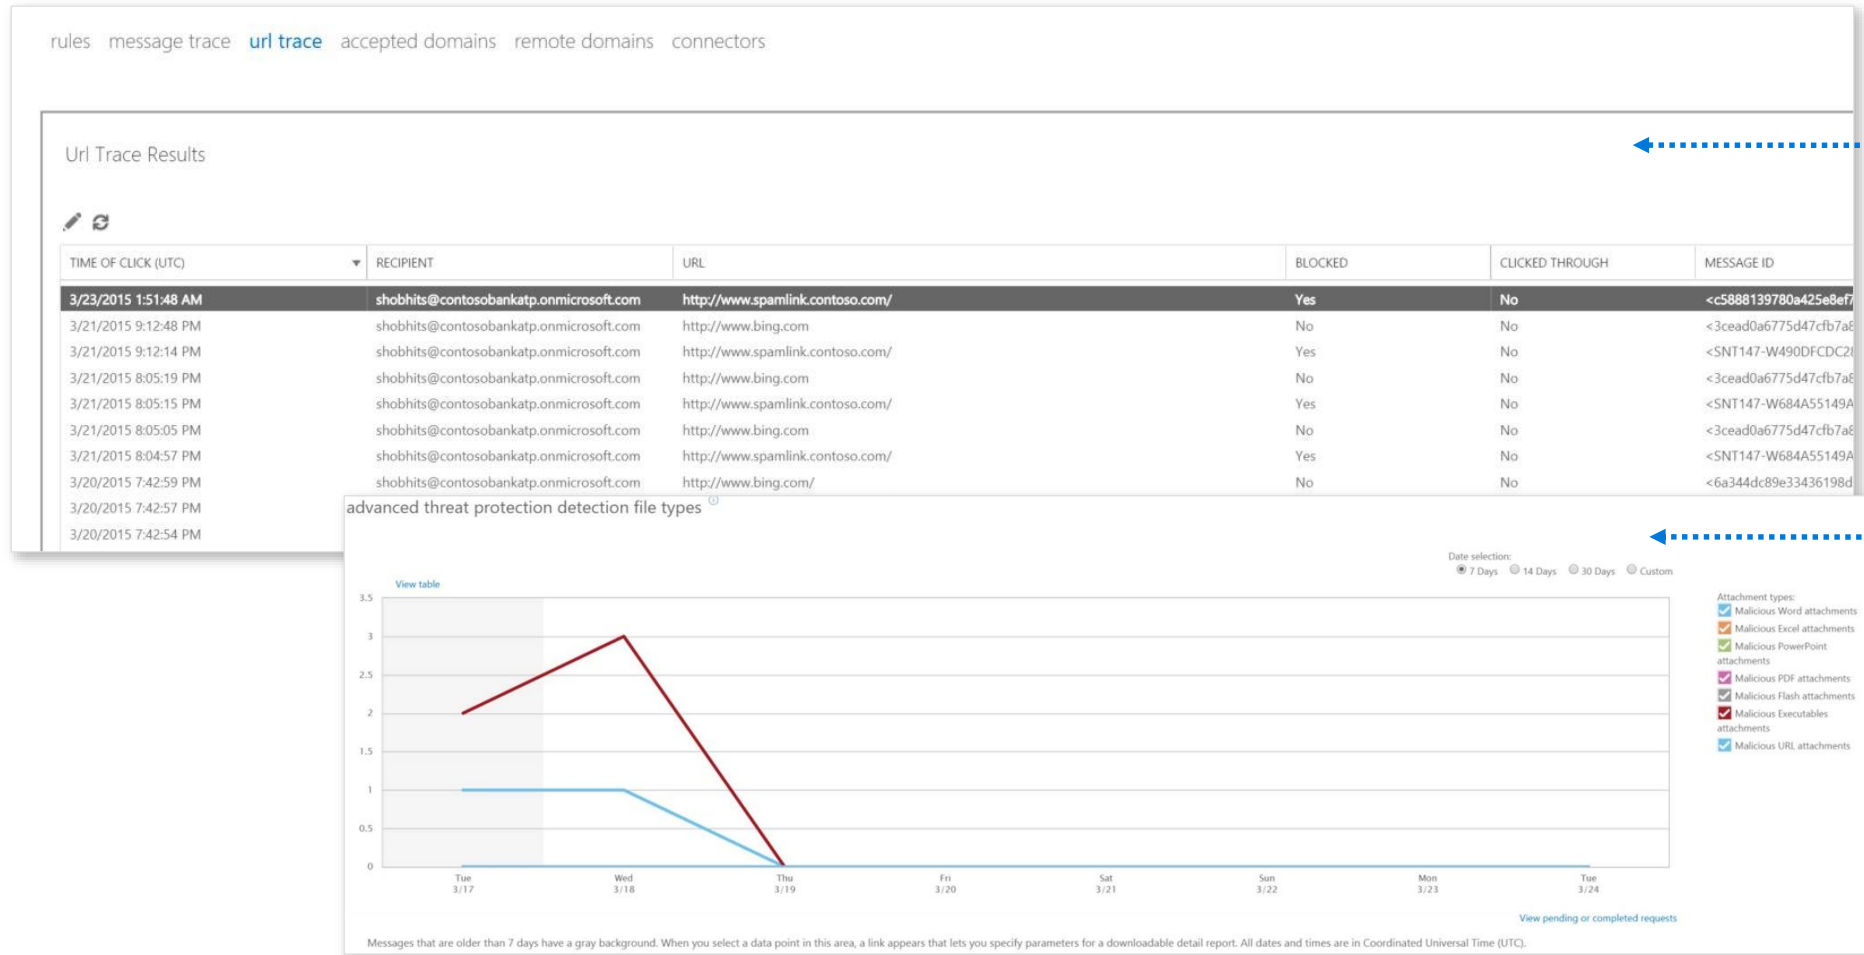 rules message trace url trace accepted domains remote domains connectors
Url Trace Results
TIME OF CLICK (UTC) RECIPIENT URL BLOCKED CLICKED THROUGH MESSAGE ID
3/23/2015 1:51:48 AM shobhits@contosobankatp.onmicrosoft.com http://www.spamlink.contoso.com/ Yes No <c5888139780a425e8ef7
3/21/2015 9:12:48 PM shobhits@contosobankatp.onmicrosoft.com http://www.bing.com No No <3cead0a6775d47cfb7a8
3/21/2015 9:12:14 PM shobhits@contosobankatp.onmicrosoft.com http://www.spamlink.contoso.com/ Yes No <SNT147-W490DFCDC28
3/21/2015 8:05:19 PM shobhits@contosobankatp.onmicrosoft.com http://www.bing.com No No <3cead0a6775d47cfb7a8
3/21/2015 8:05:15 PM shobhits@contosobankatp.onmicrosoft.com http://www.spamlink.contoso.com/ Yes No <SNT147-W684A55149A
3/21/2015 8:05:05 PM shobhits@contosobankatp.onmicrosoft.com http://www.bing.com No No <3cead0a6775d47cfb7a8
3/21/2015 8:04:57 PM shobhits@contosobankatp.onmicrosoft.com http://www.spamlink.contoso.com/ Yes No <SNT147-W684A55149A
3/20/2015 7:42:59 PM shobhits@contosobankatp.onmicrosoft.com http://www.bing.com/ No No <6a344dc89e33436198d
3/20/2015 7:42:57 PM
3/20/2015 7:42:54 PM
advanced threat protection detection file types
Date selection:
7 Days 14 Days 30 Days Custom
View table
3.5
3
2.5
2
1.5
1
0.5
0
Tue Wed Thu Fri Sat Sun Mon Tue
3/17 3/18 3/19 3/20 3/21 3/22 3/23 3/24
Attachment types:
Malicious Word attachments
Malicious Excel attachments
Malicious PowerPoint
attachments
Malicious PDF attachments
Malicious Flash attachments
Malicious Executables
attachments
Malicious URL attachments
View pending or completed requests
Messages that are older than 7 days have a gray background. When you select a data point in this area, a link appears that lets you specify parameters for a downloadable detail report. All dates and times are in Coordinated Universal Time (UTC).